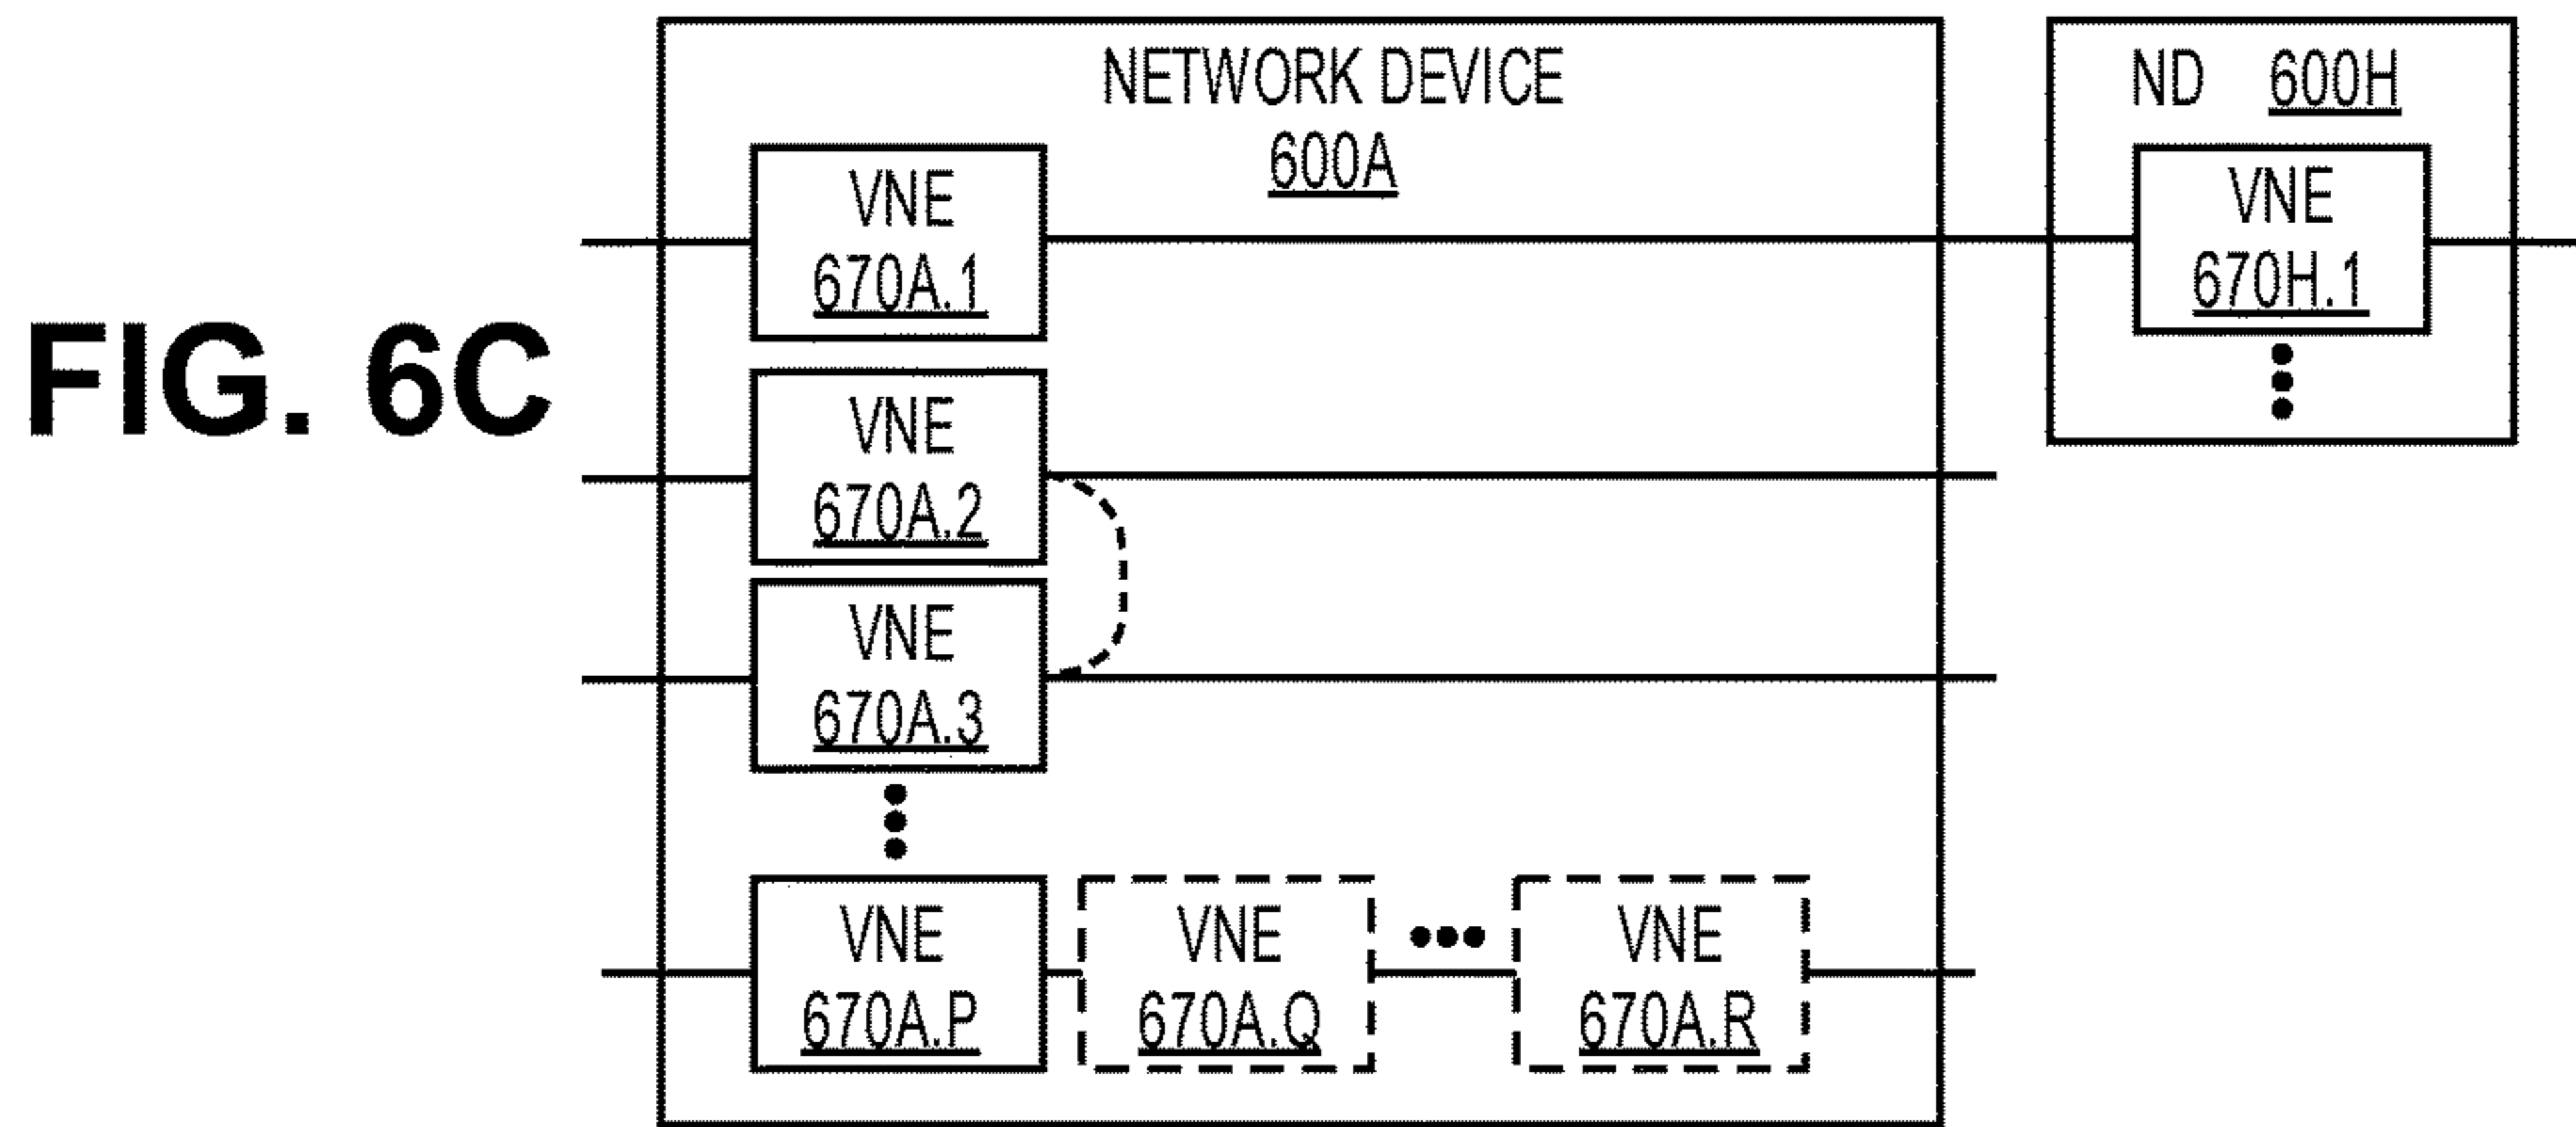 FIG. 6C
NETWORK DEVICE
600A
VNE
670A.1
VNE
670A.2
VNE
670A.3
VNE
670A.P
VNE
670A.Q
VNE
670A.R
ND 600H
VNE
670H.1